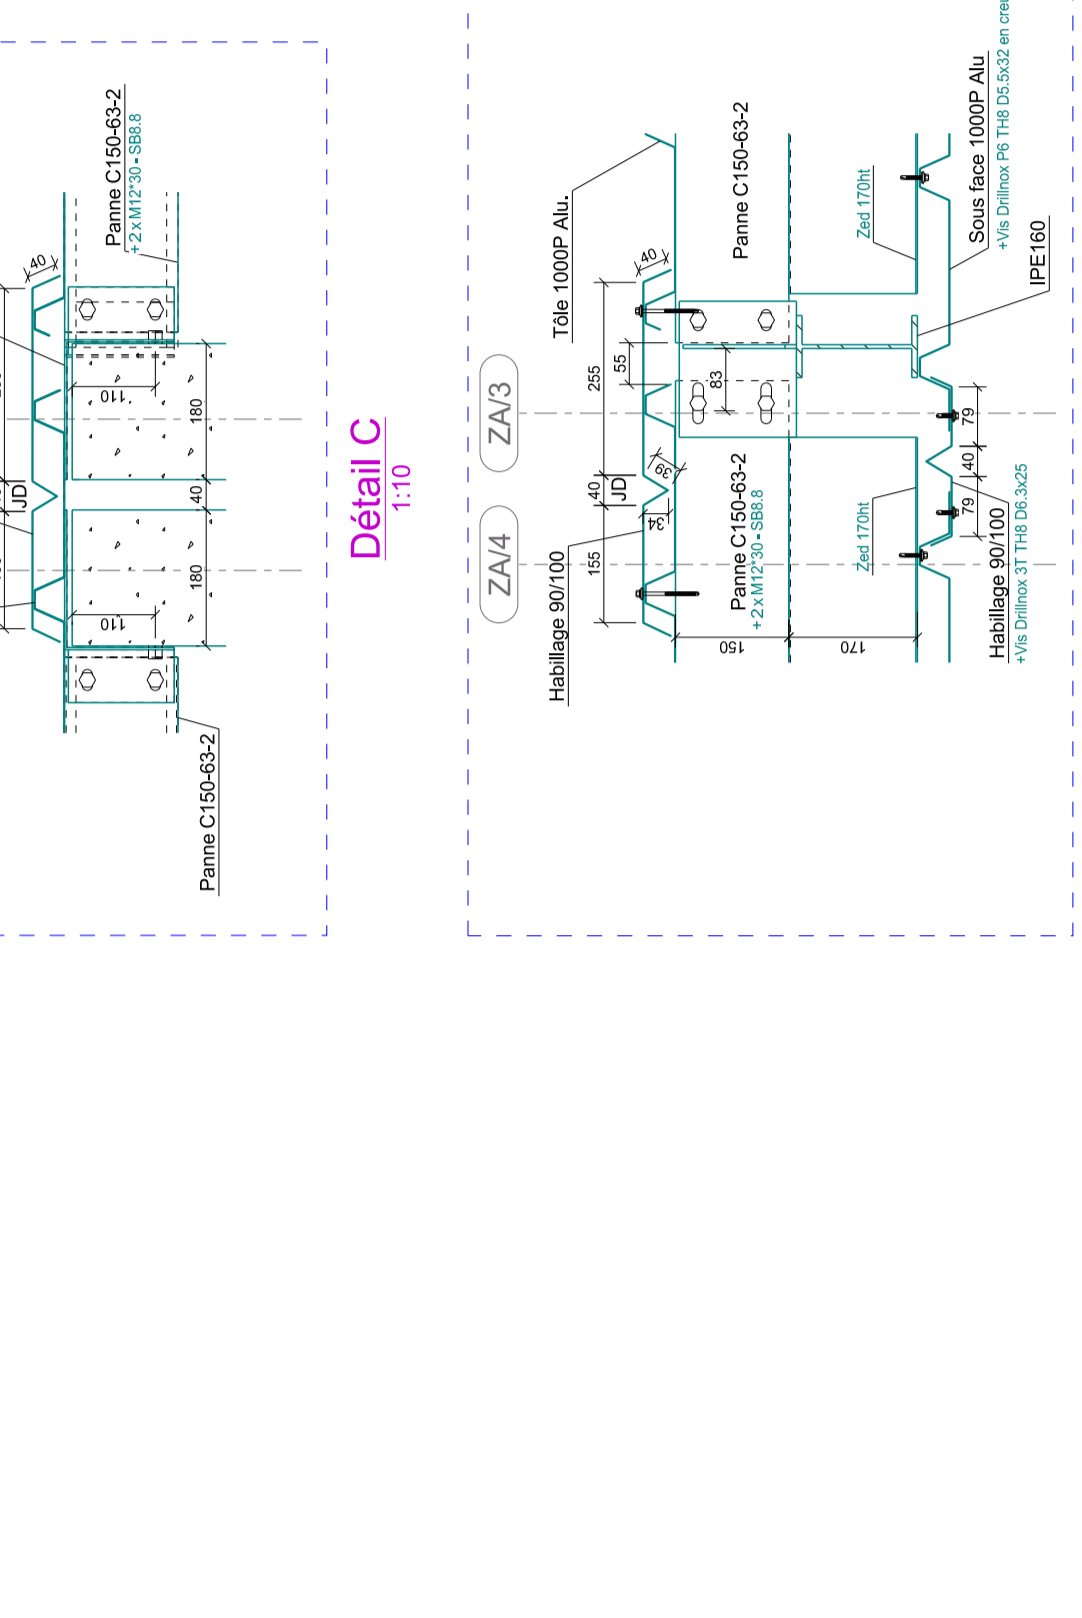 Panne C150-63-2
+ 2 x M12*30 - SB8.8
40
110
180
JD
40
110
180
Panne C150-63-2
Détail C
1:10
ZA/3
ZA/4
Tôle 1000P Alu.
Habillage 90/100
40
55
255
83
39
40
JD
34
155
Panne C150-63-2
Panne C150-63-2
+ 2 x M12*30 - SB8.8
150
170
Zed 170ht
Zed 170ht
Sous face 1000P Alu
+Vis Drillnox P6 TH8 D5.5x32 en creu
IPE160
79
40
79
Habillage 90/100
+Vis Drillnox 3T TH8 D6.3x25